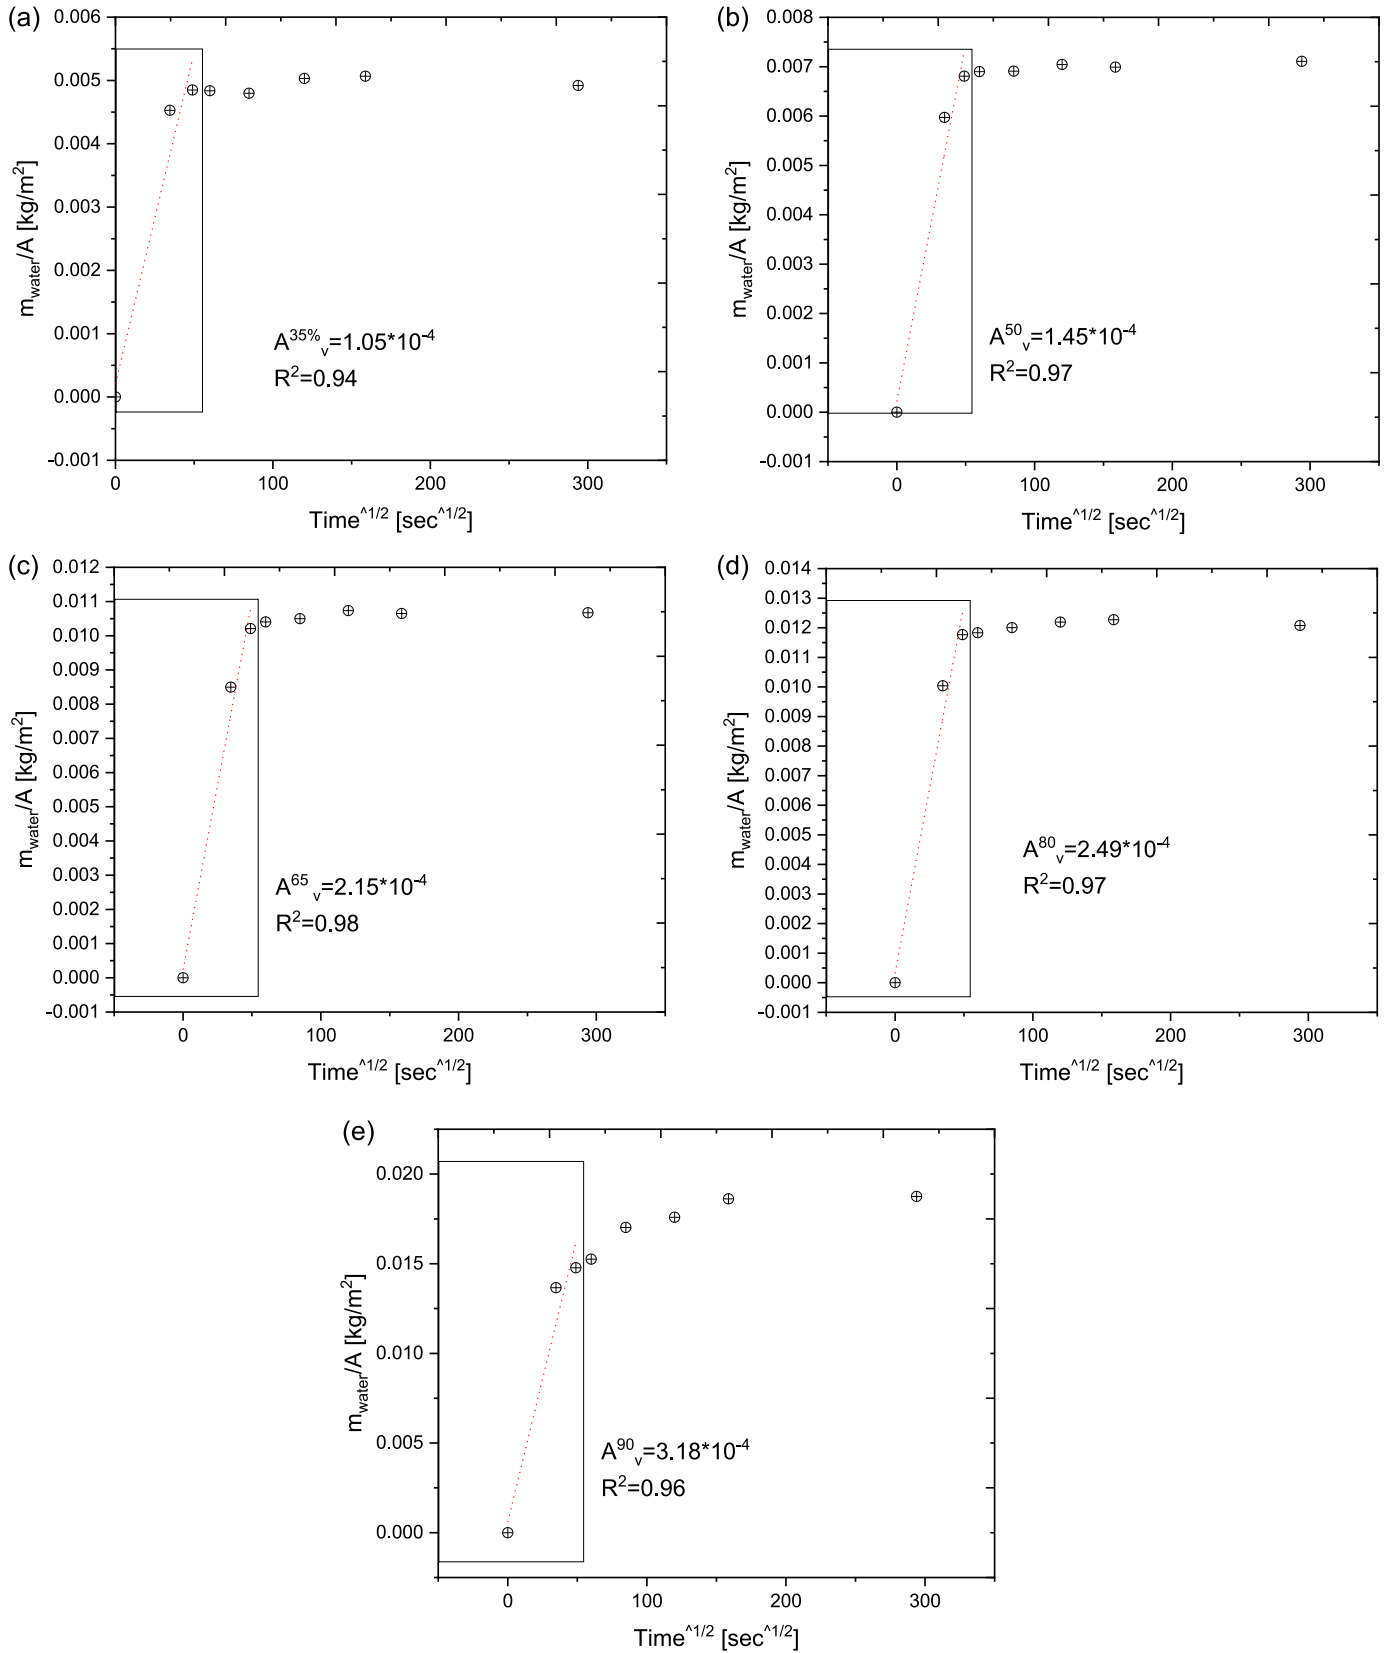 (a)
0.006
0.005
0.004
0.003
0.002
0.001
0.000
-0.001
m_water/A [kg/m²]
A^35%_v=1.05*10^-4
R²=0.94
0 100 200 300
Time^^1/2 [sec^^1/2]
(b)
0.008
0.007
0.006
0.005
0.004
0.003
0.002
0.001
0.000
-0.001
m_water/A [kg/m²]
A^50_v=1.45*10^-4
R²=0.97
0 100 200 300
Time^^1/2 [sec^^1/2]
(c)
0.012
0.011
0.010
0.009
0.008
0.007
0.006
0.005
0.004
0.003
0.002
0.001
0.000
-0.001
m_water/A [kg/m²]
A^65_v=2.15*10^-4
R²=0.98
0 100 200 300
Time^^1/2 [sec^^1/2]
(d)
0.014
0.013
0.012
0.011
0.010
0.009
0.008
0.007
0.006
0.005
0.004
0.003
0.002
0.001
0.000
-0.001
m_water/A [kg/m²]
A^80_v=2.49*10^-4
R²=0.97
0 100 200 300
Time^^1/2 [sec^^1/2]
(e)
0.020
0.015
0.010
0.005
0.000
m_water/A [kg/m²]
A^90_v=3.18*10^-4
R²=0.96
0 100 200 300
Time^^1/2 [sec^^1/2]